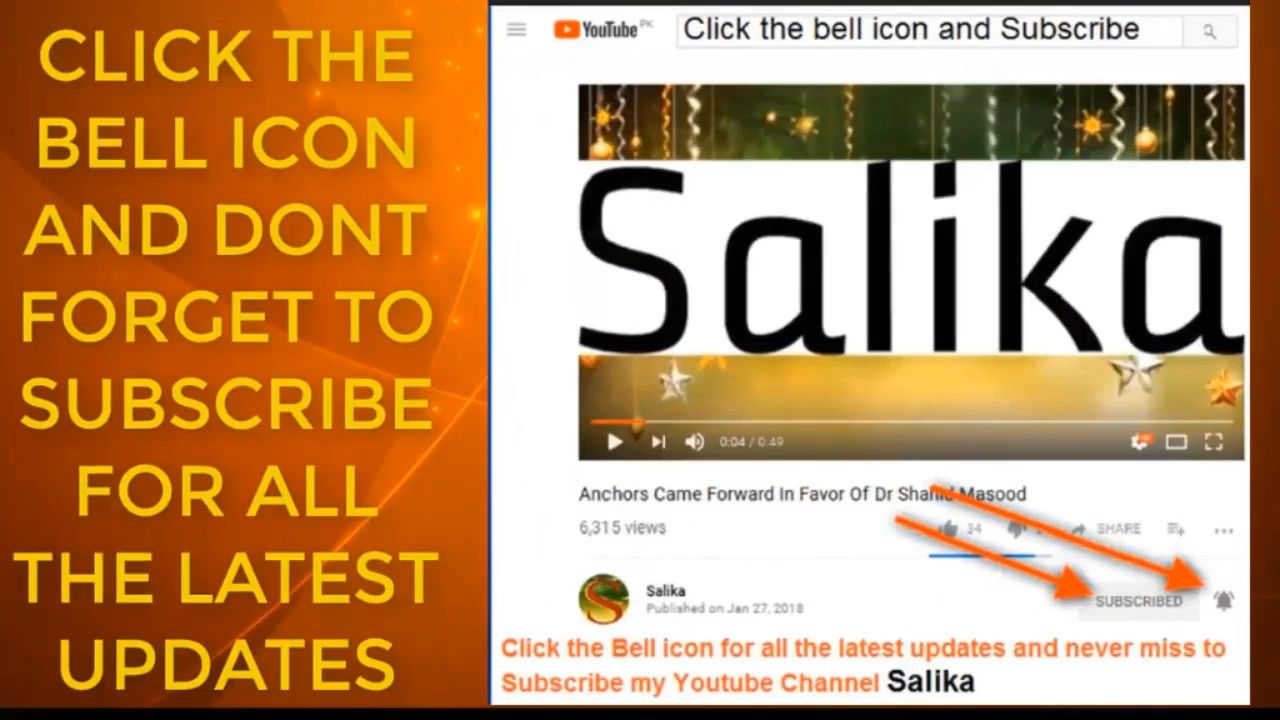 CLICK THE
BELL ICON
AND DONT
FORGET TO
SUBSCRIBE
FOR ALL
THE LATEST
UPDATES
YouTube PK
Click the bell icon and Subscribe
Salika
0:04 / 0:49
Anchors Came Forward In Favor Of Dr Shahid Masood
6,315 views
34
SHARE
Salika
Published on Jan 27, 2018
SUBSCRIBED
Click the Bell icon for all the latest updates and never miss to
Subscribe my Youtube Channel Salika